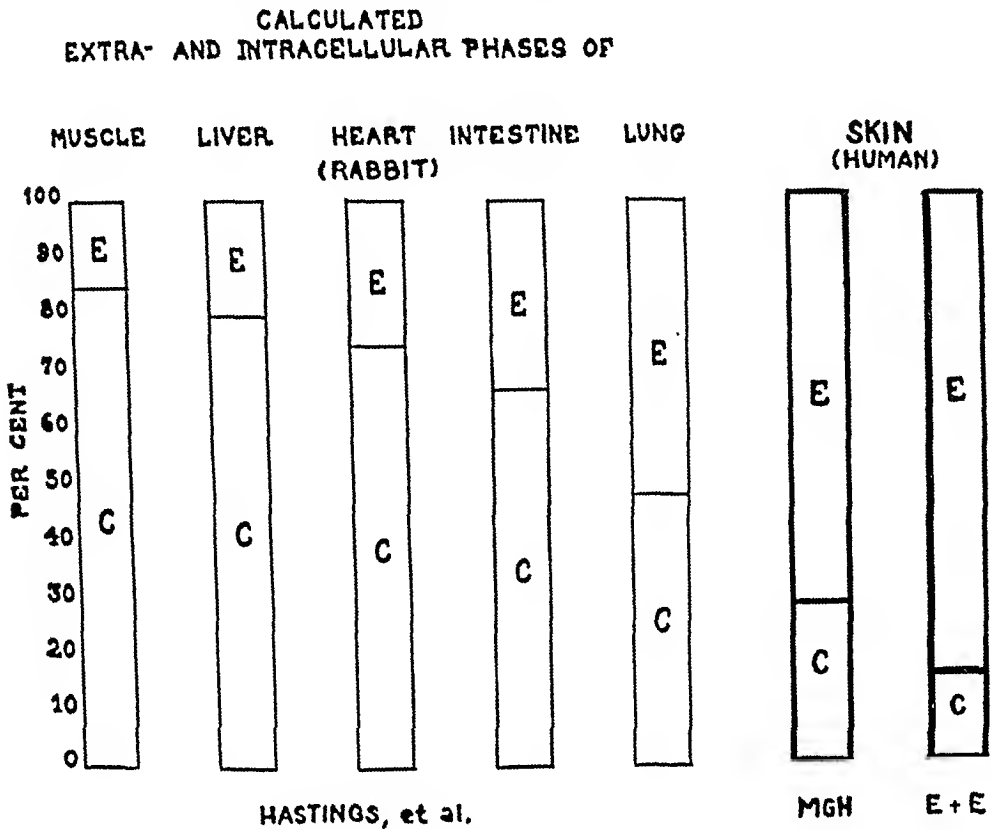 CALCULATED
EXTRA- AND INTRACELLULAR PHASES OF
MUSCLE LIVER HEART INTESTINE LUNG SKIN
(RABBIT) (HUMAN)
100
90
80
70
60
50
40
30
20
10
0
PER CENT
E E E E E E E
C C C C C C C
HASTINGS, et al. MGH E + E